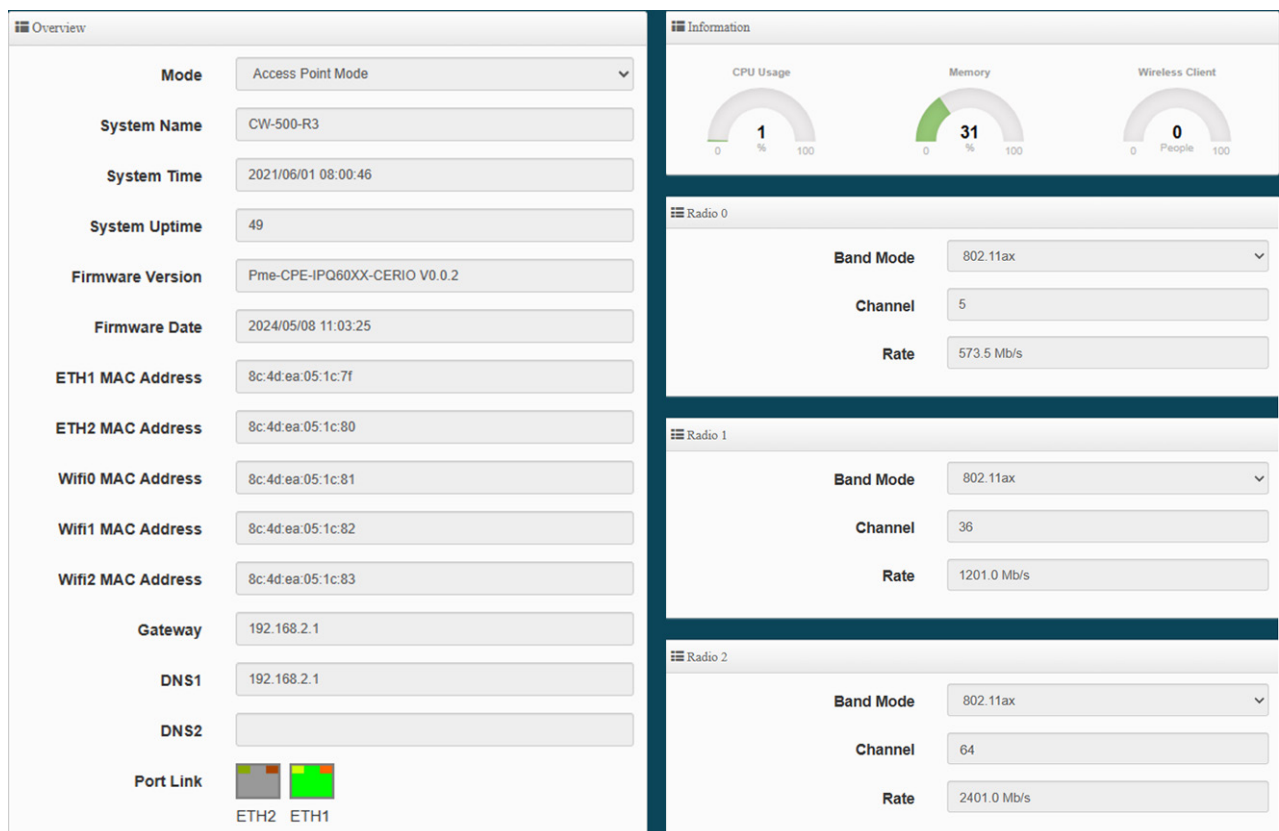 Overview
Mode Access Point Mode
System Name CW-500-R3
System Time 2021/06/01 08:00:46
System Uptime 49
Firmware Version Pme-CPE-IPQ60XX-CERIO V0.0.2
Firmware Date 2024/05/08 11:03:25
ETH1 MAC Address 8c:4d:ea:05:1c:7f
ETH2 MAC Address 8c:4d:ea:05:1c:80
Wifi0 MAC Address 8c:4d:ea:05:1c:81
Wifi1 MAC Address 8c:4d:ea:05:1c:82
Wifi2 MAC Address 8c:4d:ea:05:1c:83
Gateway 192.168.2.1
DNS1 192.168.2.1
DNS2
Port Link
ETH2 ETH1
Information
CPU Usage Memory Wireless Client
1 31 0
0 % 100 0 % 100 0 People 100
Radio 0
Band Mode 802.11ax
Channel 5
Rate 573.5 Mb/s
Radio 1
Band Mode 802.11ax
Channel 36
Rate 1201.0 Mb/s
Radio 2
Band Mode 802.11ax
Channel 64
Rate 2401.0 Mb/s